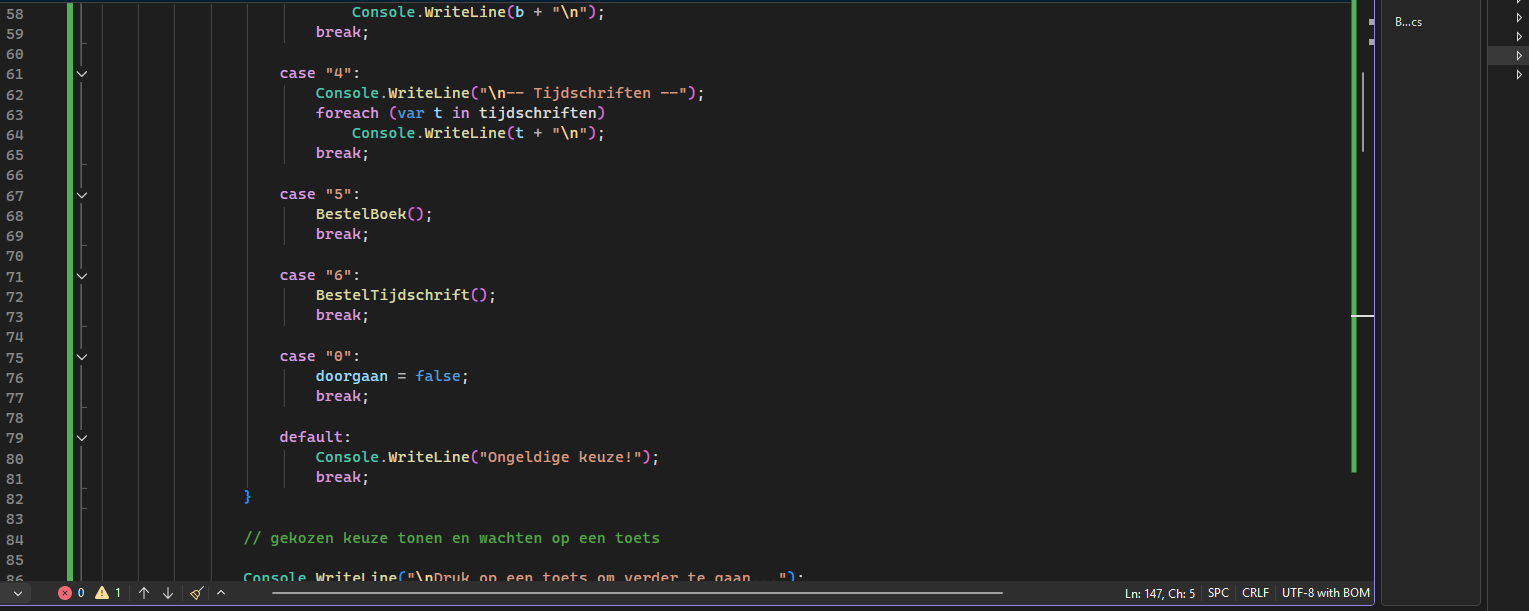 58 Console.WriteLine(b + "\n");
59 break;
60
61 case "4":
62 Console.WriteLine("\n-- Tijdschriften --");
63 foreach (var t in tijdschriften)
64 Console.WriteLine(t + "\n");
65 break;
66
67 case "5":
68 BestelBoek();
69 break;
70
71 case "6":
72 BestelTijdschrift();
73 break;
74
75 case "0":
76 doorgaan = false;
77 break;
78
79 default:
80 Console.WriteLine("Ongeldige keuze!");
81 break;
82 }
83
84 // gekozen keuze tonen en wachten op een toets
85
86 Console.WriteLine("\nDruk op een toets om verder te gaan...");
B...cs
0 1 Ln: 147, Ch: 5 SPC CRLF UTF-8 with BOM